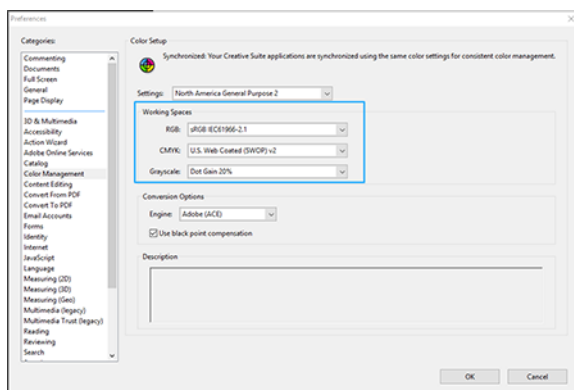 Preferences
Categories:
Commenting
Documents
Full Screen
General
Page Display
3D & Multimedia
Accessibility
Action Wizard
Adobe Online Services
Catalog
Color Management
Content Editing
Convert From PDF
Convert To PDF
Email Accounts
Forms
Identity
Internet
JavaScript
Language
Measuring (2D)
Measuring (3D)
Measuring (Geo)
Multimedia (legacy)
Multimedia Trust (legacy)
Reading
Reviewing
Search
Color Setup
Synchronized: Your Creative Suite applications are synchronized using the same color settings for consistent color management.
Settings: North America General Purpose 2
Working Spaces
RGB: sRGB IEC61966-2.1
CMYK: U.S. Web Coated (SWOP) v2
Grayscale: Dot Gain 20%
Conversion Options
Engine: Adobe (ACE)
Use black point compensation
Description
OK Cancel